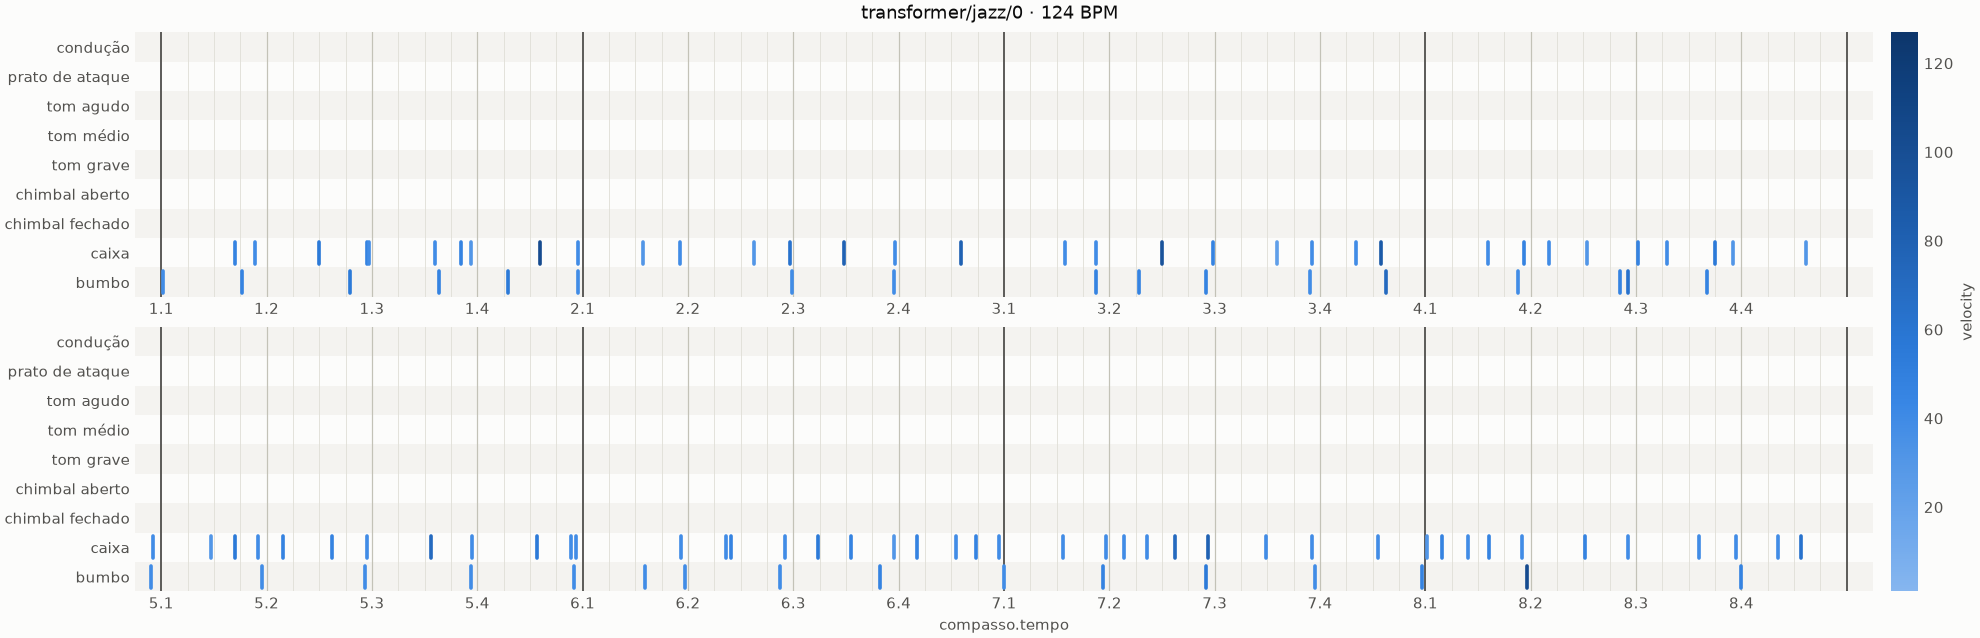 transformer/jazz/0 · 124 BPM
condução
prato de ataque
tom agudo
tom médio
tom grave
chimbal aberto
chimbal fechado
caixa
bumbo
1.1 1.2 1.3 1.4 2.1 2.2 2.3 2.4 3.1 3.2 3.3 3.4 4.1 4.2 4.3 4.4
condução
prato de ataque
tom agudo
tom médio
tom grave
chimbal aberto
chimbal fechado
caixa
bumbo
5.1 5.2 5.3 5.4 6.1 6.2 6.3 6.4 7.1 7.2 7.3 7.4 8.1 8.2 8.3 8.4
compasso.tempo
120
100
80
60
40
20
velocity